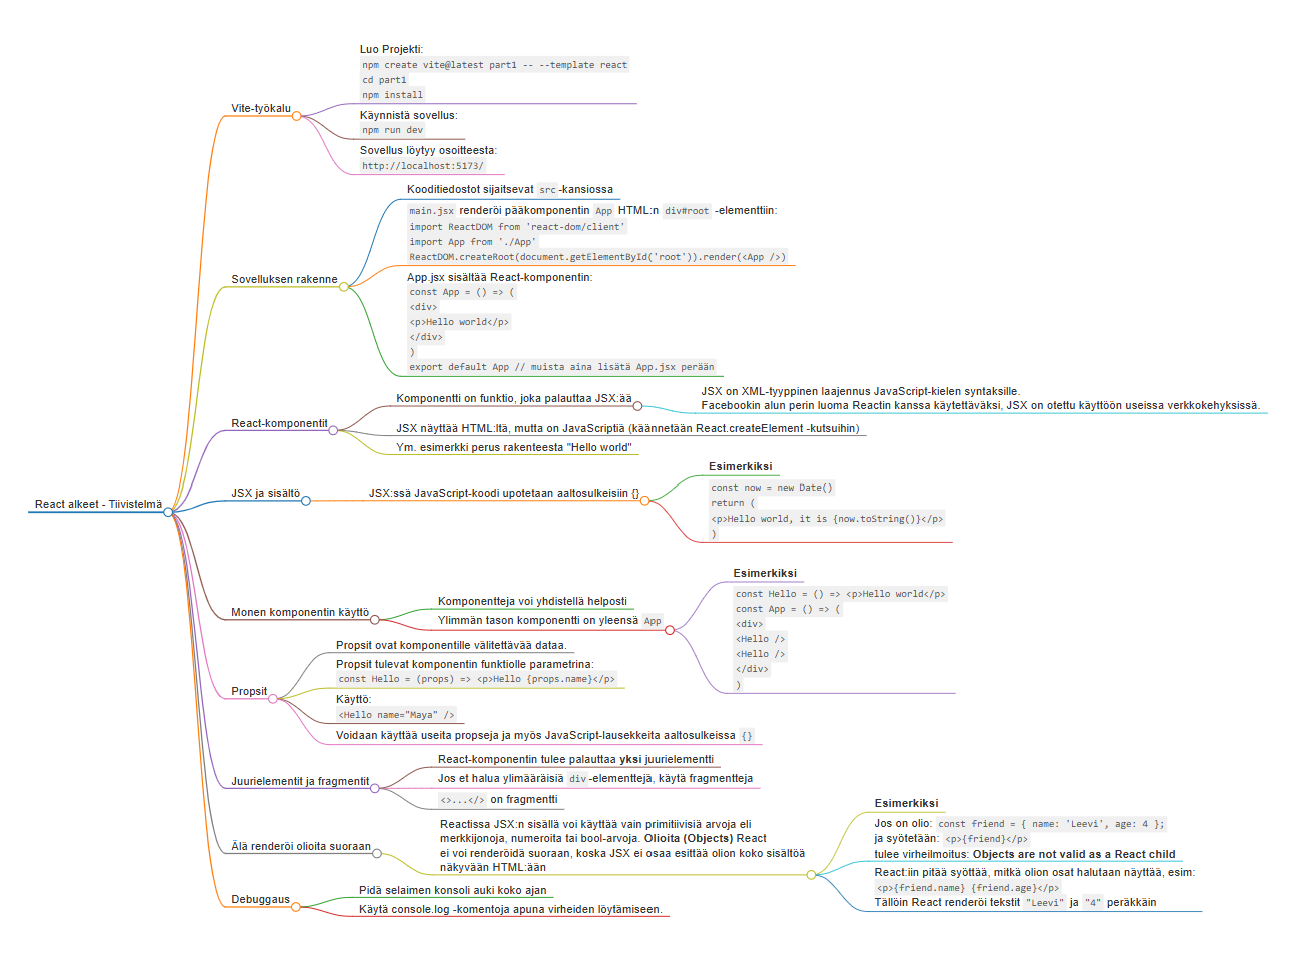 React alkeet - Tiivistelmä
Vite-työkalu
Luo Projekti:
npm create vite@latest part1 -- --template react
cd part1
npm install
Käynnistä sovellus:
npm run dev
Sovellus löytyy osoitteesta:
http://localhost:5173/
Sovelluksen rakenne
Kooditiedostot sijaitsevat src -kansiossa
main.jsx renderöi pääkomponentin App HTML:n div#root -elementtiin:
import ReactDOM from 'react-dom/client'
import App from './App'
ReactDOM.createRoot(document.getElementById('root')).render(<App />)
App.jsx sisältää React-komponentin:
const App = () => (
<div>
<p>Hello world</p>
</div>
)
export default App // muista aina lisätä App.jsx perään
React-komponentit
Komponentti on funktio, joka palauttaa JSX:ää
JSX on XML-tyyppinen laajennus JavaScript-kielen syntaksille.
Facebookin alun perin luoma Reactin kanssa käytettäväksi, JSX on otettu käyttöön useissa verkkokehyksissä.
JSX näyttää HTML:ltä, mutta on JavaScriptiä (käännetään React.createElement -kutsuihin)
Ym. esimerkki perus rakenteesta "Hello world"
JSX ja sisältö
JSX:ssä JavaScript-koodi upotetaan aaltosulkeisiin {}
Esimerkiksi
const now = new Date()
return (
<p>Hello world, it is {now.toString()}</p>
)
Monen komponentin käyttö
Komponentteja voi yhdistellä helposti
Ylimmän tason komponentti on yleensä App
Esimerkiksi
const Hello = () => <p>Hello world</p>
const App = () => (
<div>
<Hello />
<Hello />
</div>
)
Propsit
Propsit ovat komponentille välitettävää dataa.
Propsit tulevat komponentin funktiolle parametrina:
const Hello = (props) => <p>Hello {props.name}</p>
Käyttö:
<Hello name="Maya" />
Voidaan käyttää useita propseja ja myös JavaScript-lausekkeita aaltosulkeissa {}
Juurielementit ja fragmentit
React-komponentin tulee palauttaa yksi juurielementti
Jos et halua ylimääräisiä div -elementtejä, käytä fragmentteja
<>...</> on fragmentti
Älä renderöi olioita suoraan
Reactissa JSX:n sisällä voi käyttää vain primitiivisiä arvoja eli
merkkijonoja, numeroita tai bool-arvoja. Olioita (Objects) React
ei voi renderöidä suoraan, koska JSX ei osaa esittää olion koko sisältöä
näkyvään HTML:ään
Esimerkiksi
Jos on olio: const friend = { name: 'Leevi', age: 4 };
ja syötetään: <p>{friend}</p>
tulee virheilmoitus: Objects are not valid as a React child
React:iin pitää syöttää, mitkä olion osat halutaan näyttää, esim:
<p>{friend.name} {friend.age}</p>
Tällöin React renderöi tekstit "Leevi" ja "4" peräkkäin
Debuggaus
Pidä selaimen konsoli auki koko ajan
Käytä console.log -komentoja apuna virheiden löytämiseen.